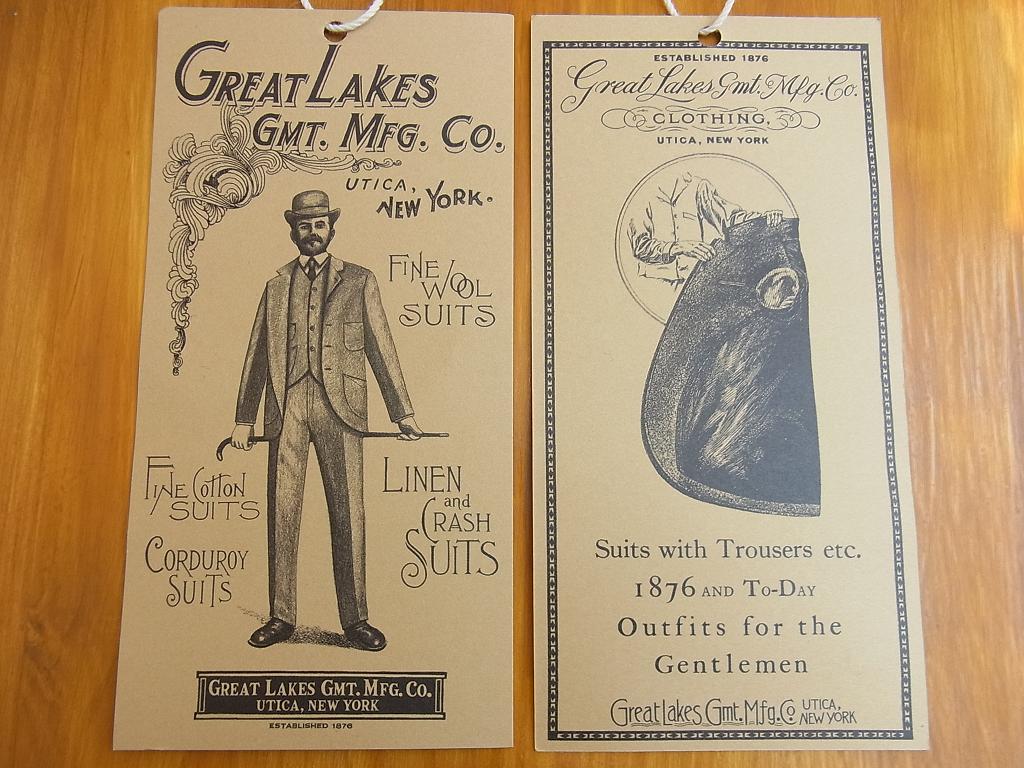 GREAT LAKES
GMT. MFG. CO.
UTICA,
NEW YORK.
FINE WOOL
SUITS
FINE COTTON
SUITS
LINEN
and
CRASH
SUITS
CORDUROY
SUITS
GREAT LAKES GMT. MFG. CO.
UTICA, NEW YORK
ESTABLISHED 1876
ESTABLISHED 1876
Great Lakes Gmt. Mfg. Co.
CLOTHING,
UTICA, NEW YORK
Suits with Trousers etc.
1876 AND TO-DAY
Outfits for the
Gentlemen
Great Lakes Gmt. Mfg. Co. UTICA,
NEW YORK